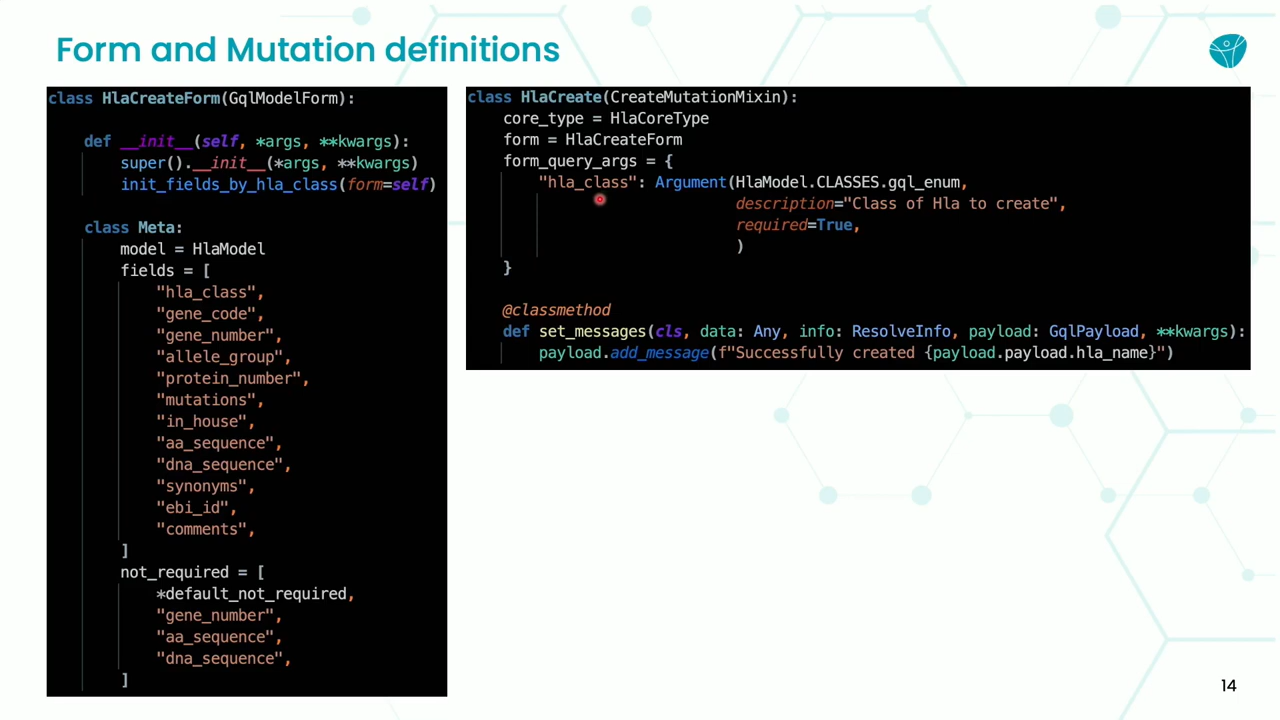 Form and Mutation definitions
class HlaCreateForm(GqlModelForm):
def __init__(self, *args, **kwargs):
super().__init__(*args, **kwargs)
init_fields_by_hla_class(form=self)
class Meta:
model = HlaModel
fields = [
"hla_class",
"gene_code",
"gene_number",
"allele_group",
"protein_number",
"mutations",
"in_house",
"aa_sequence",
"dna_sequence",
"synonyms",
"ebi_id",
"comments",
]
not_required = [
*default_not_required,
"gene_number",
"aa_sequence",
"dna_sequence",
]
class HlaCreate(CreateMutationMixin):
core_type = HlaCoreType
form = HlaCreateForm
form_query_args = {
"hla_class": Argument(HlaModel.CLASSES.gql_enum,
description="Class of Hla to create",
required=True,
)
}
@classmethod
def set_messages(cls, data: Any, info: ResolveInfo, payload: GqlPayload, **kwargs):
payload.add_message(f"Successfully created {payload.payload.hla_name}")
14